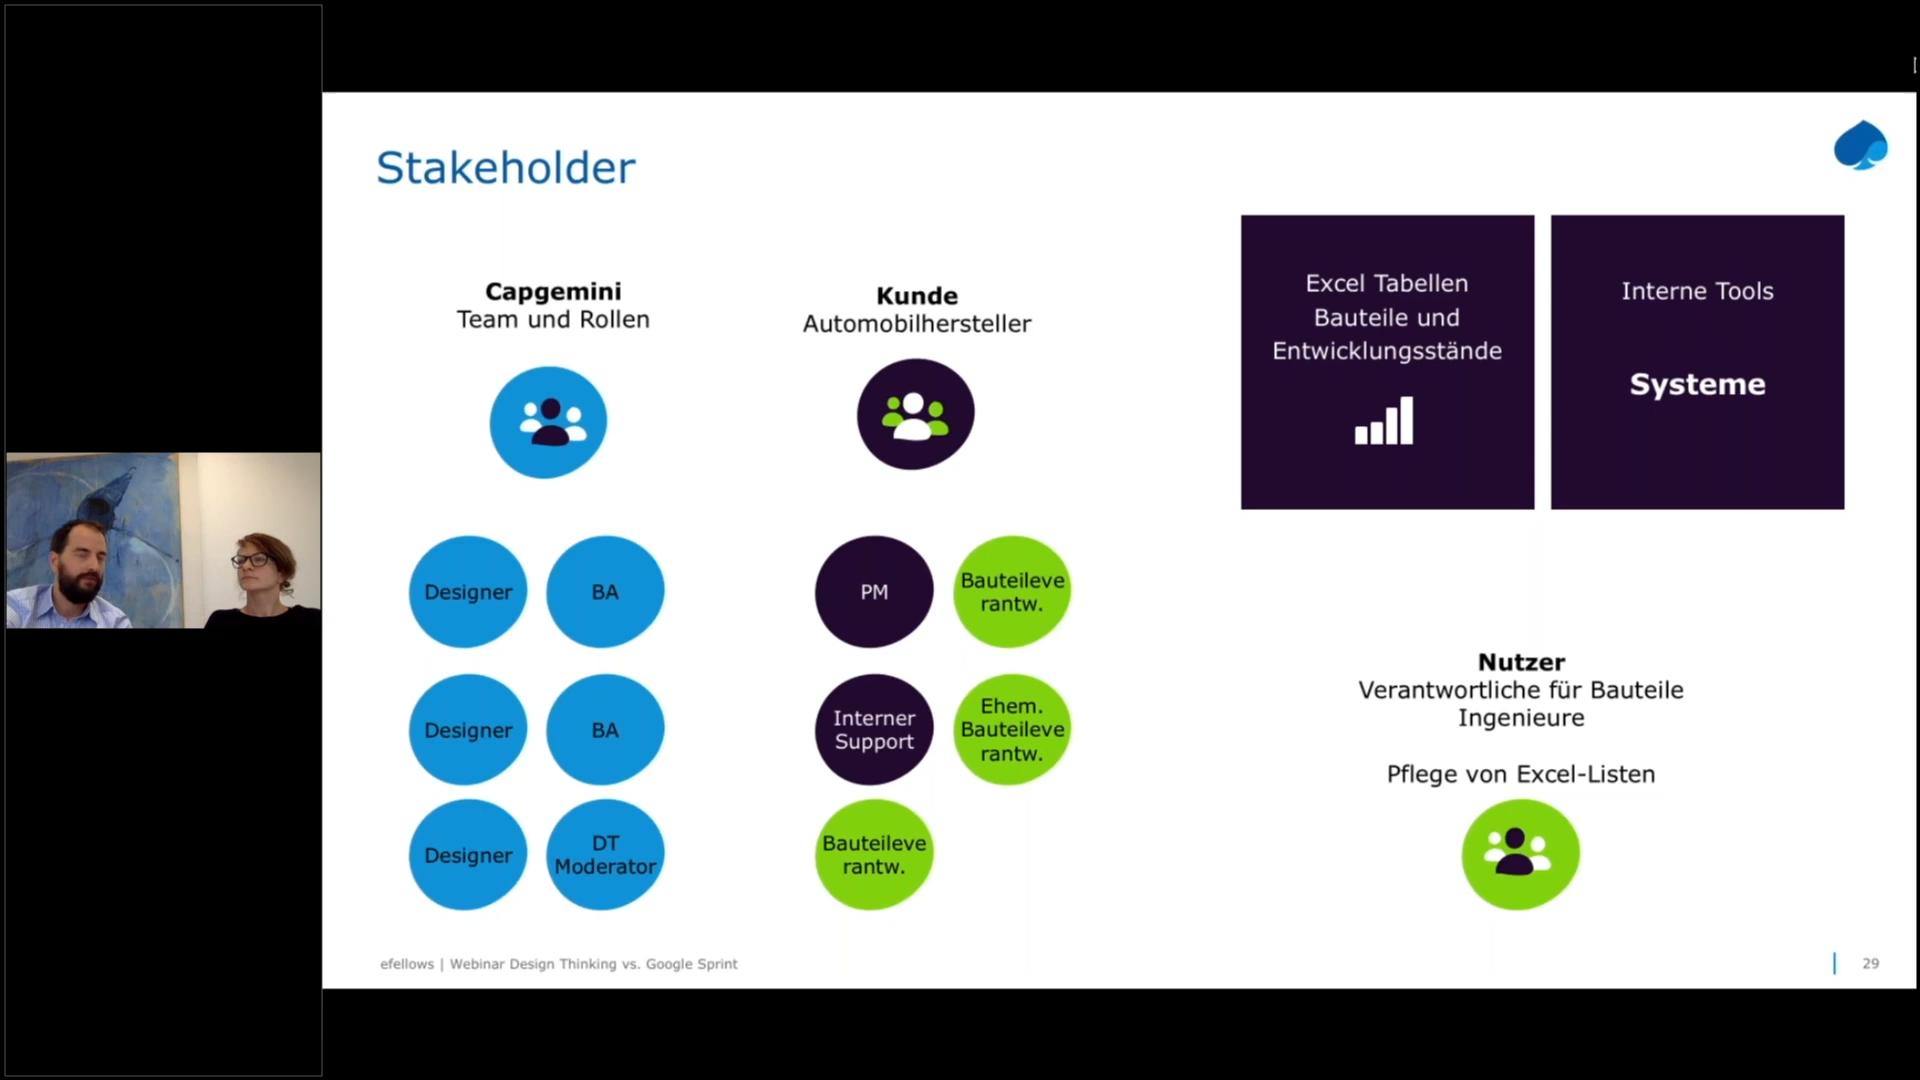 Stakeholder
Capgemini
Team und Rollen
Kunde
Automobilhersteller
Excel Tabellen
Bauteile und
Entwicklungsstände
Interne Tools
Systeme
Designer
BA
PM
Bauteileve
rantw.
Designer
BA
Interner
Support
Ehem.
Bauteileve
rantw.
Designer
DT
Moderator
Bauteileve
rantw.
Nutzer
Verantwortliche für Bauteile
Ingenieure
Pflege von Excel-Listen
efellows | Webinar Design Thinking vs. Google Sprint
29